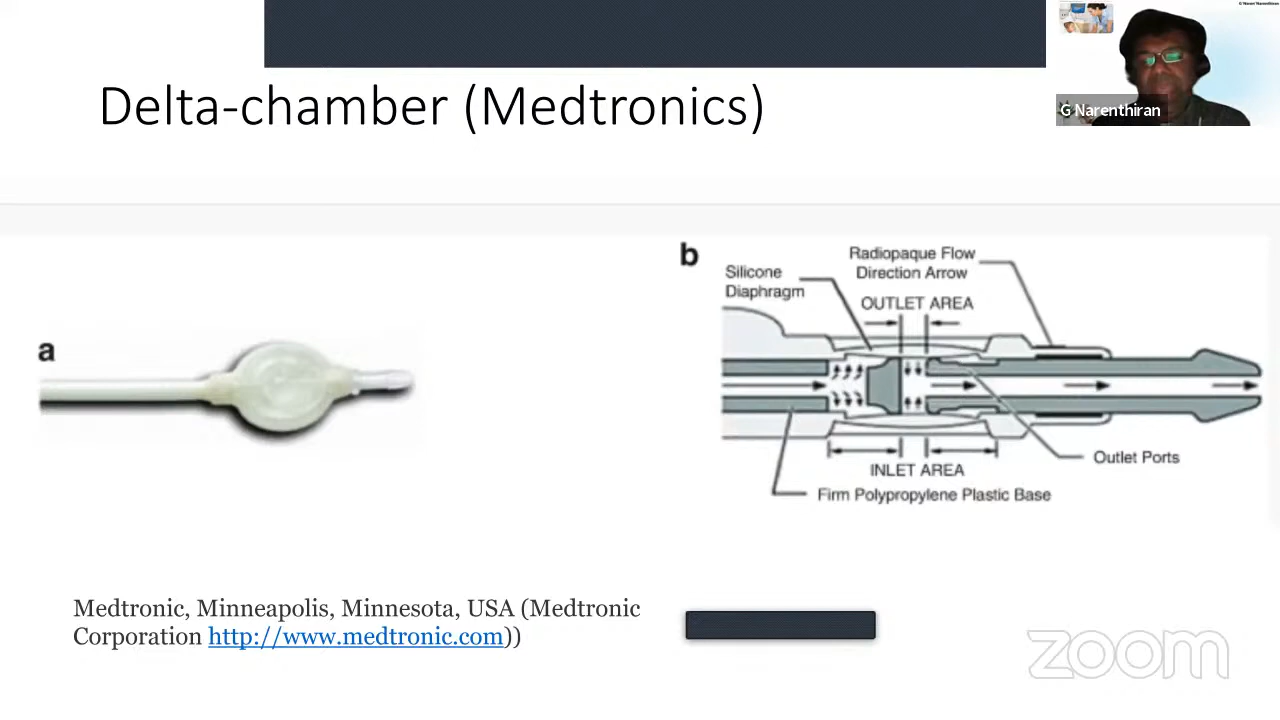 Delta-chamber (Medtronics)
G Narenthiran
a
b
Silicone
Diaphragm
Radiopaque Flow
Direction Arrow
OUTLET AREA
INLET AREA
Outlet Ports
Firm Polypropylene Plastic Base
Medtronic, Minneapolis, Minnesota, USA (Medtronic
Corporation http://www.medtronic.com))
zoom